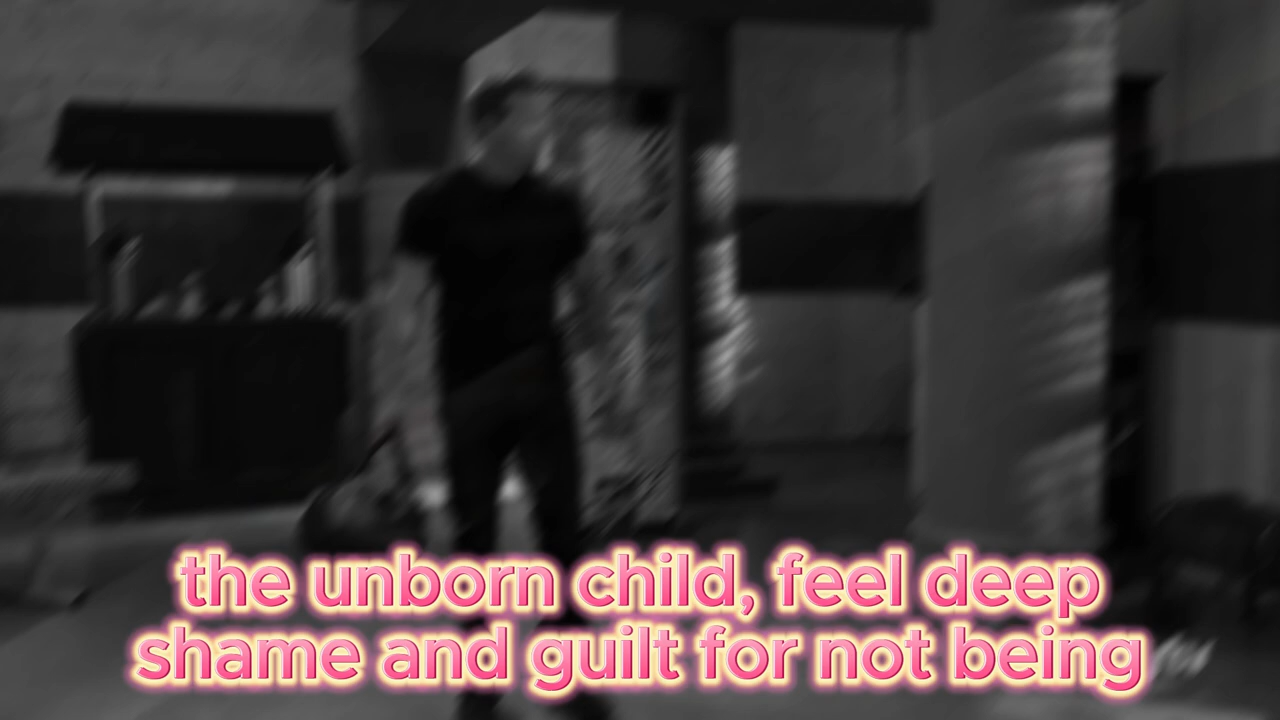 the unborn child, feel deep
shame and guilt for not being